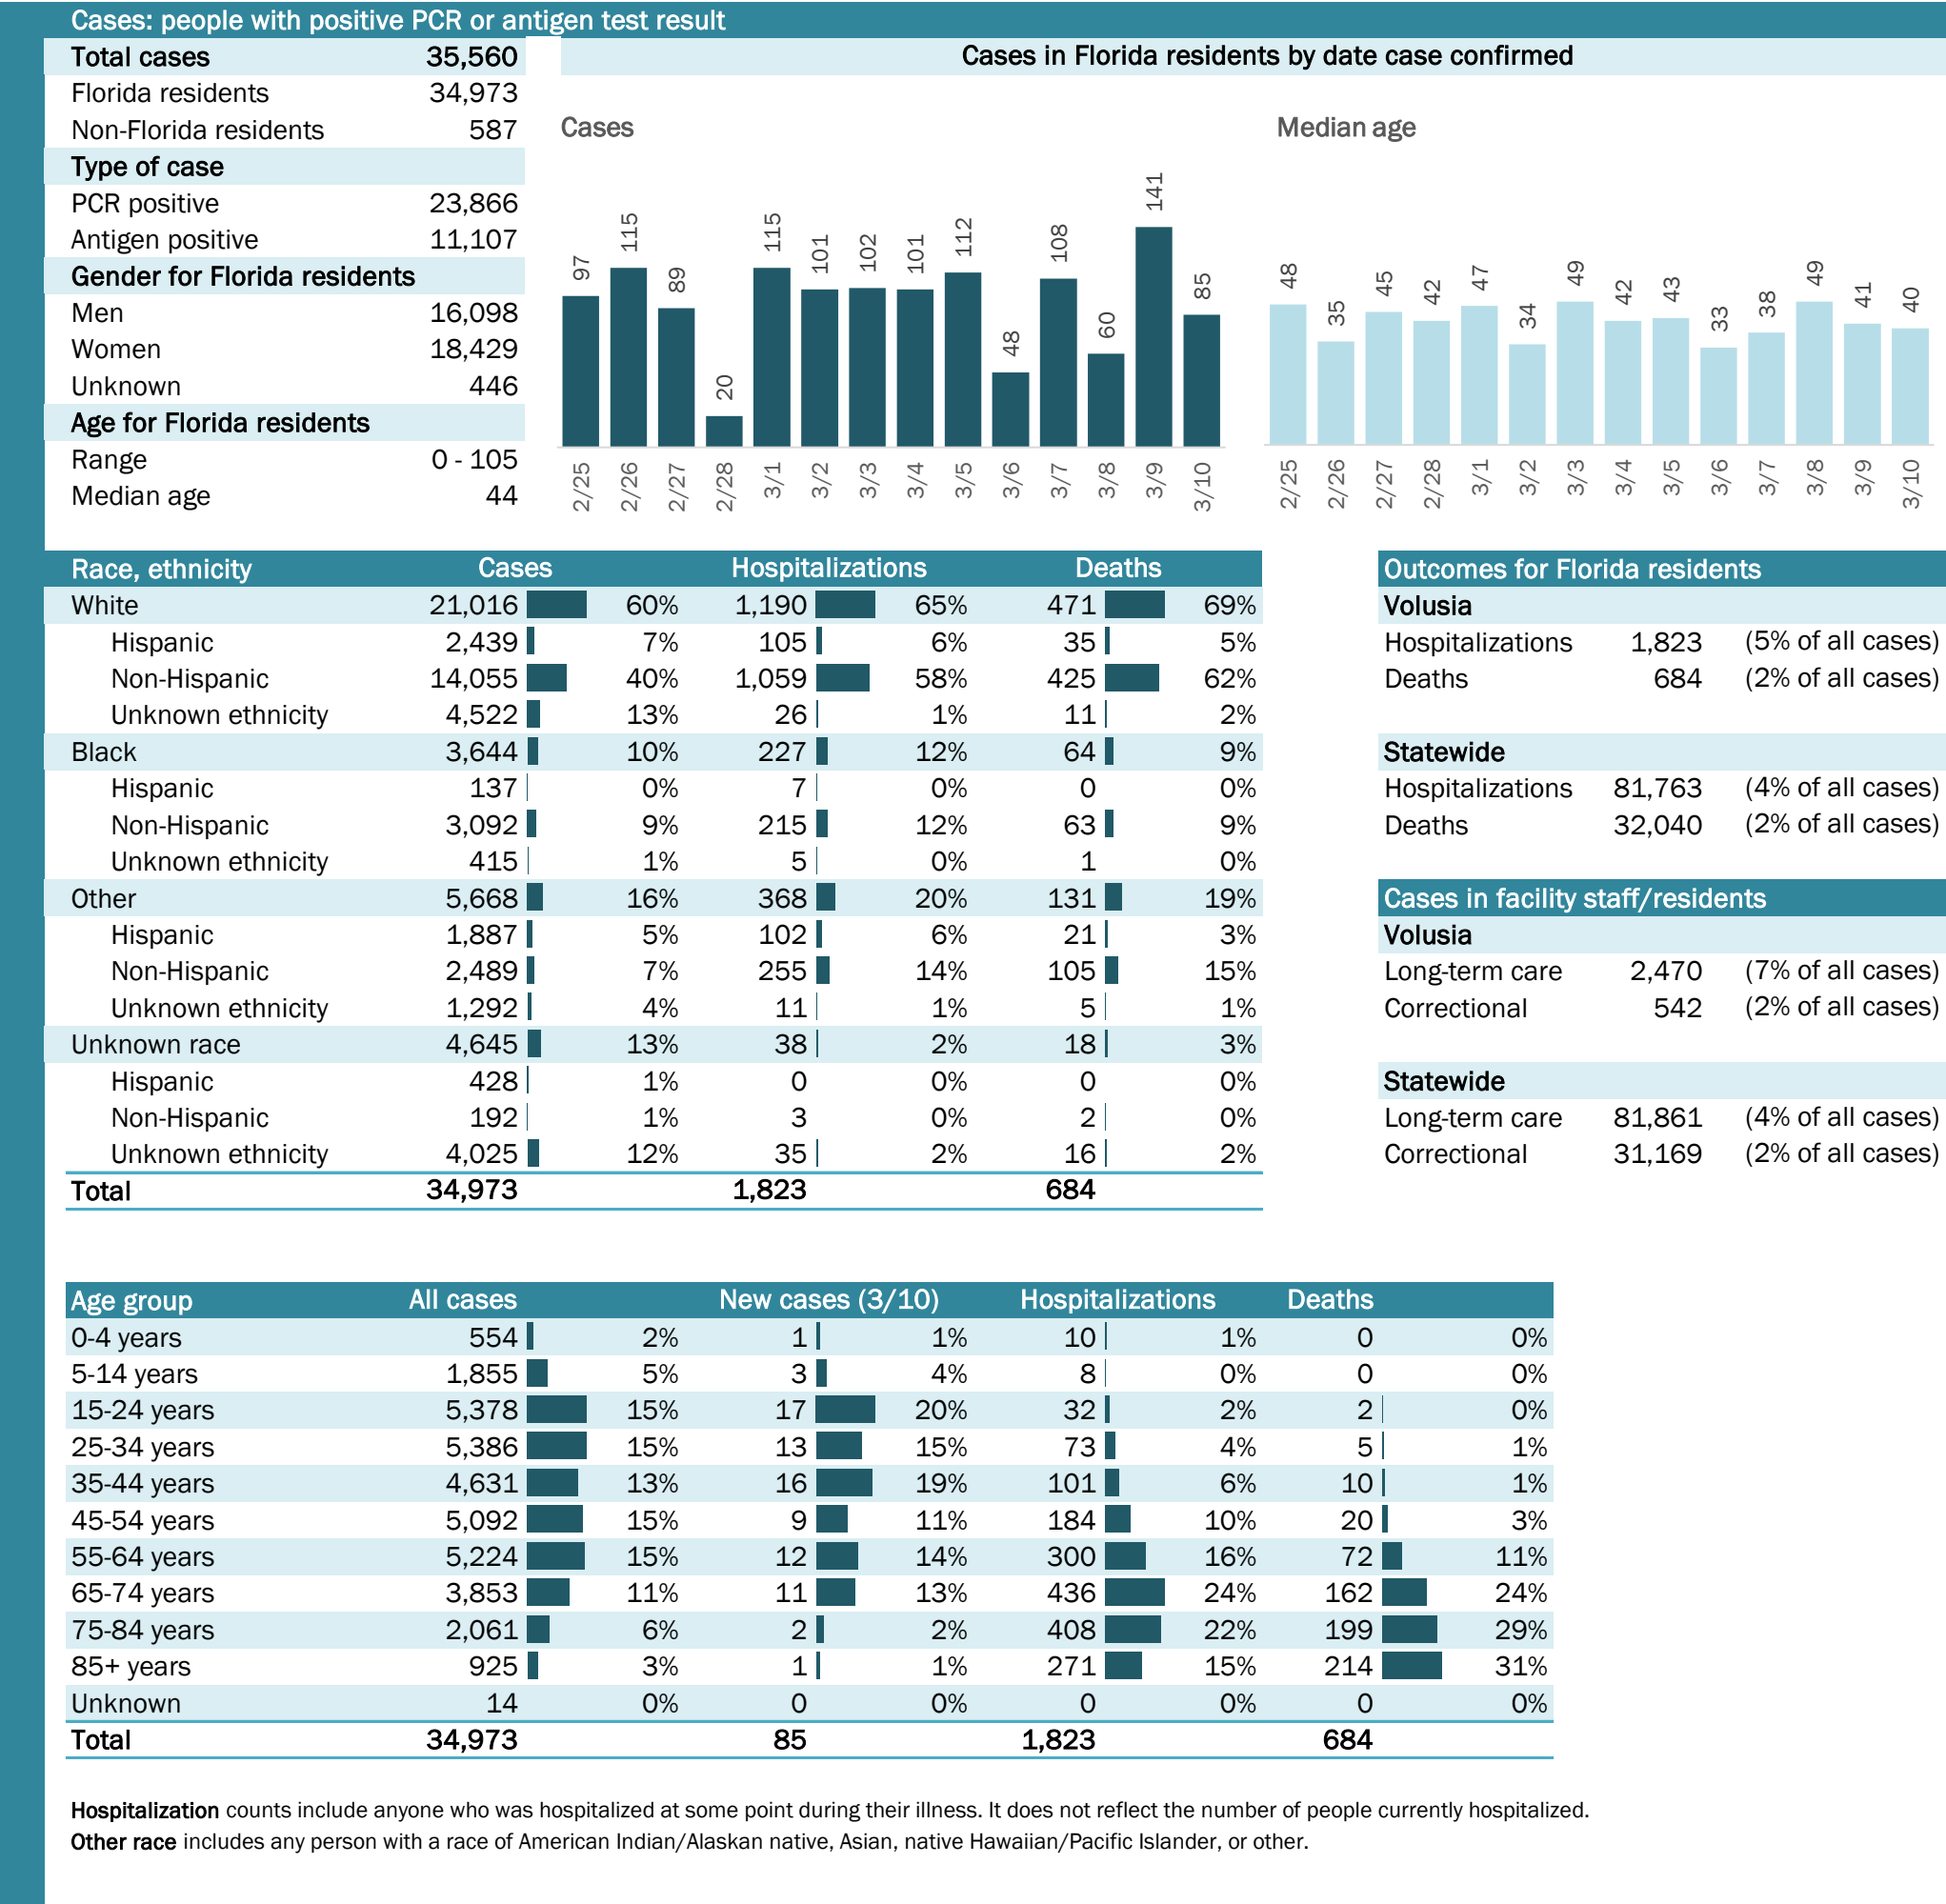 Cases: people with positive PCR or antigen test result
Total cases 35,560
Florida residents 34,973
Non-Florida residents 587
Type of case
PCR positive 23,866
Antigen positive 11,107
Gender for Florida residents
Men 16,098
Women 18,429
Unknown 446
Age for Florida residents
Range 0 - 105
Median age 44
Cases in Florida residents by date case confirmed
Cases
97 115 89 20 115 101 102 101 112 48 108 60 141 85
2/25 2/26 2/27 2/28 3/1 3/2 3/3 3/4 3/5 3/6 3/7 3/8 3/9 3/10
Median age
48 35 45 42 47 34 49 42 43 33 38 49 41 40
2/25 2/26 2/27 2/28 3/1 3/2 3/3 3/4 3/5 3/6 3/7 3/8 3/9 3/10
Race, ethnicity Cases Hospitalizations Deaths
White 21,016 60% 1,190 65% 471 69%
Hispanic 2,439 7% 105 6% 35 5%
Non-Hispanic 14,055 40% 1,059 58% 425 62%
Unknown ethnicity 4,522 13% 26 1% 11 2%
Black 3,644 10% 227 12% 64 9%
Hispanic 137 0% 7 0% 0 0%
Non-Hispanic 3,092 9% 215 12% 63 9%
Unknown ethnicity 415 1% 5 0% 1 0%
Other 5,668 16% 368 20% 131 19%
Hispanic 1,887 5% 102 6% 21 3%
Non-Hispanic 2,489 7% 255 14% 105 15%
Unknown ethnicity 1,292 4% 11 1% 5 1%
Unknown race 4,645 13% 38 2% 18 3%
Hispanic 428 1% 0 0% 0 0%
Non-Hispanic 192 1% 3 0% 2 0%
Unknown ethnicity 4,025 12% 35 2% 16 2%
Total 34,973 1,823 684
Outcomes for Florida residents
Volusia
Hospitalizations 1,823 (5% of all cases)
Deaths 684 (2% of all cases)
Statewide
Hospitalizations 81,763 (4% of all cases)
Deaths 32,040 (2% of all cases)
Cases in facility staff/residents
Volusia
Long-term care 2,470 (7% of all cases)
Correctional 542 (2% of all cases)
Statewide
Long-term care 81,861 (4% of all cases)
Correctional 31,169 (2% of all cases)
Age group All cases New cases (3/10) Hospitalizations Deaths
0-4 years 554 2% 1 1% 10 1% 0 0%
5-14 years 1,855 5% 3 4% 8 0% 0 0%
15-24 years 5,378 15% 17 20% 32 2% 2 0%
25-34 years 5,386 15% 13 15% 73 4% 5 1%
35-44 years 4,631 13% 16 19% 101 6% 10 1%
45-54 years 5,092 15% 9 11% 184 10% 20 3%
55-64 years 5,224 15% 12 14% 300 16% 72 11%
65-74 years 3,853 11% 11 13% 436 24% 162 24%
75-84 years 2,061 6% 2 2% 408 22% 199 29%
85+ years 925 3% 1 1% 271 15% 214 31%
Unknown 14 0% 0 0% 0 0% 0 0%
Total 34,973 85 1,823 684
Hospitalization counts include anyone who was hospitalized at some point during their illness. It does not reflect the number of people currently hospitalized.
Other race includes any person with a race of American Indian/Alaskan native, Asian, native Hawaiian/Pacific Islander, or other.